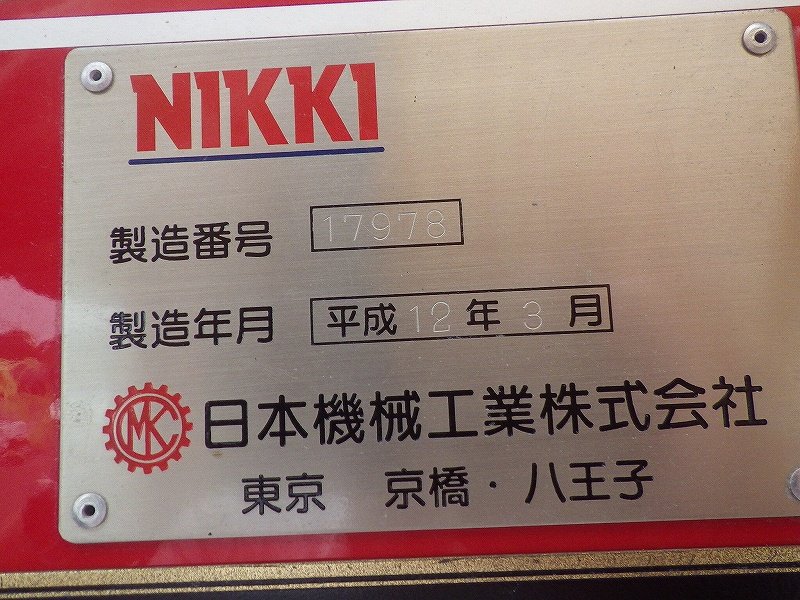 NIKKI
製造番号 17978
製造年月 平成12年3月
MKC 日本機械工業株式会社
東京 京橋・八王子